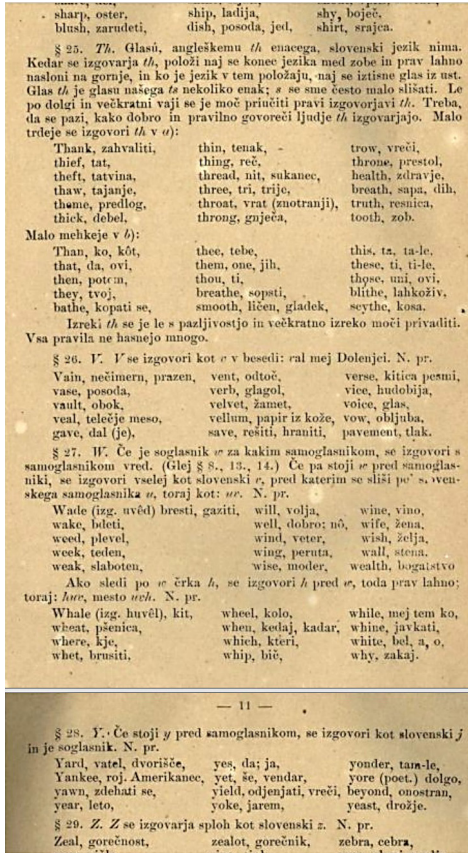 sharp, oster, ship, ladija, shy, boječ.
blush, zarudeti, dish, posoda, jed, shirt, srajca.
§ 25. Th. Glasú, angleškemu th enacega, slovenski jezik nima.
Kedar se izgovarja th, položi naj se konec jezika med zobe in prav lahno
nasloni na gornje, in ko je jezik v tem položaju, naj se iztisne glas iz ust.
Glas th je glasu našega ts nekoliko enak; s se sme često malo slišati. Le
po dolgi in večkratni vaji se je moč priučiti pravi izgovorjavi th. Treba,
da se pazi, kako dobro in pravilno govoreči ljudje th izgovarjajo. Malo
trdeje se izgovori th v a):
Thank, zahvaliti, thin, tenak, trow, vreči,
thief, tat, thing, reč, throne, prestol,
theft, tatvina, thread, nit, sukanec, health, zdravje,
thaw, tajanje, three, tri, trije, breath, sapa, dih,
theme, predlog, throat, vrat (znotranji), truth, resnica,
thick, debel, throng, gnječa, tooth, zob.
Malo mehkeje v b):
Than, ko, kôt, thee, tebe, this, ta, ta-le,
that, da, ovi, them, one, jih, these, ti, ti-le,
then, potem, thou, ti, those, uni, ovi,
they, tvoj, breathe, sopsti, blithe, lahkoživ,
bathe, kopati se, smooth, ličen, gladek, scythe, kosa.
Izreki th se je le s pazljivostjo in večkratno izreko moči privaditi.
Vsa pravila ne hasnejo mnogo.
§ 26. V. V se izgovori kot v v besedi: val mej Dolenjci. N. pr.
Vain, nečimern, prazen, vent, odtoč, verse, kitica pesmi,
vase, posoda, verb, glagol, vice, hudobija,
vault, obok, velvet, žamet, voice, glas,
veal, telečje meso, vellum, papir iz kože, vow, obljuba,
gave, dal (je), save, rešiti, hraniti, pavement, tlak.
§ 27. W. Če je soglasnik w za kakim samoglasnikom, se izgovori s
samoglasnikom vred. (Glej § 8., 13., 14.) Če pa stoji w pred samoglas-
niki, se izgovori vselej kot slovenski v, pred katerim se sliši pol sloven-
skega samoglasnika u, toraj kot: uv. N. pr.
Wade (izg. uvêd) bresti, gaziti, will, volja, wine, vino,
wake, bdeti, well, dobro; nô, wife, žena,
weed, plevel, wind, veter, wish, želja,
week, teden, wing, peruta, wall, stena,
weak, slaboten, wise, moder, wealth, bogatstvo
Ako sledi po w črka h, se izgovori h pred w, toda prav lahno;
toraj: huv, mesto uvh. N. pr.
Whale (izg. huvêl), kit, wheel, kolo, while, mej tem ko,
wheat, pšenica, when, kedaj, kadar, whine, javkati,
where, kje, which, kteri, white, bel, a, o,
whet, brusiti, whip, bič, why, zakaj.
— 11 —
§ 28. Y. Če stoji y pred samoglasnikom, se izgovori kot slovenski j
in je soglasnik. N. pr.
Yard, vatel, dvorišče, yes, da; ja, yonder, tam-le,
Yankee, roj. Amerikanec, yet, še, vendar, yore (poet.) dolgo,
yawn, zdehati se, yield, odjenjati, vreči, beyond, onostran,
year, leto, yoke, jarem, yeast, drožje.
§ 29. Z. Z se izgovarja sploh kot slovenski z. N. pr.
Zeal, gorečnost, zealot, gorečnik, zebra, cebra,